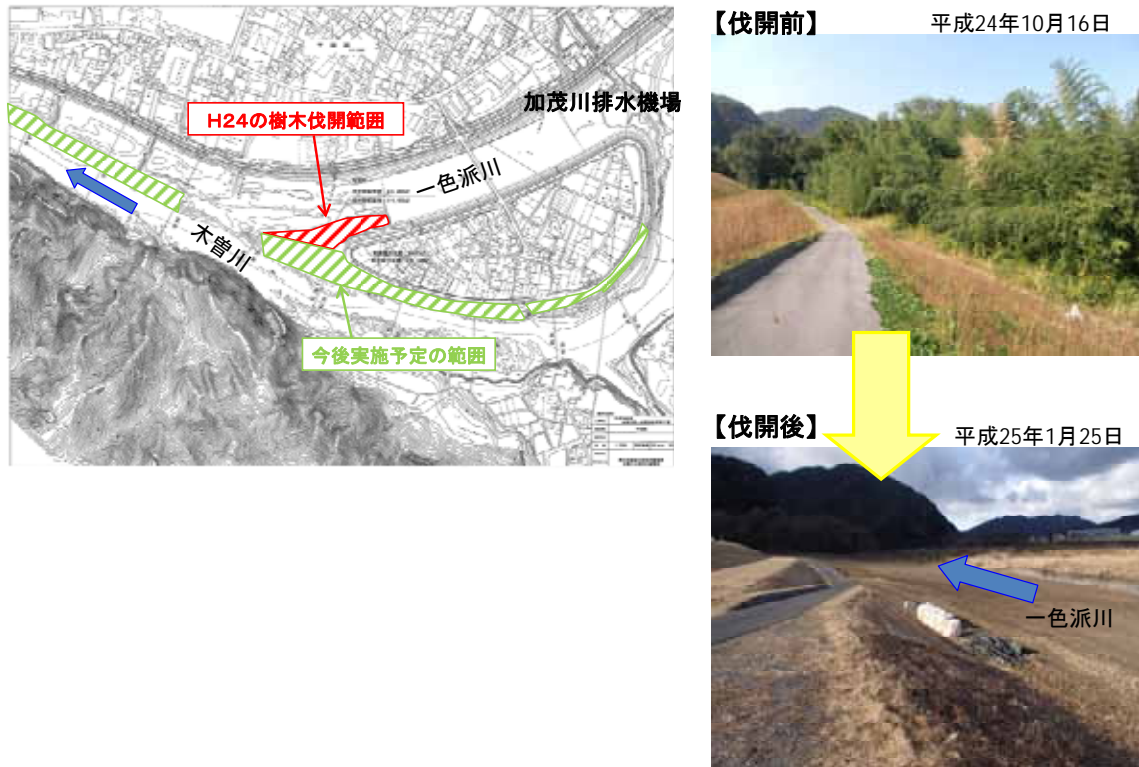 【伐開前】
平成24年10月16日
加茂川排水機場
H24の樹木伐開範囲
一色派川
木曽川
今後実施予定の範囲
【伐開後】
平成25年1月25日
一色派川